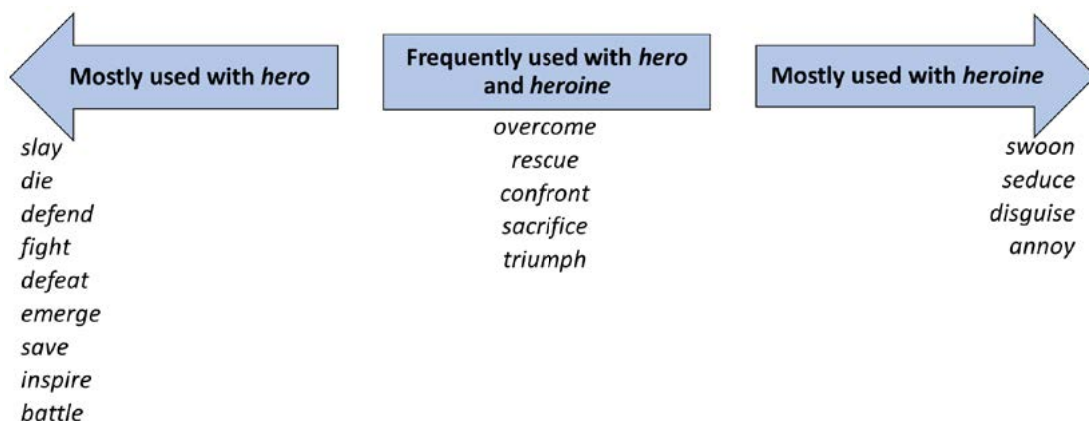 Mostly used with hero
slay
die
defend
fight
defeat
emerge
save
inspire
battle
Frequently used with hero
and heroine
overcome
rescue
confront
sacrifice
triumph
Mostly used with heroine
swoon
seduce
disguise
annoy